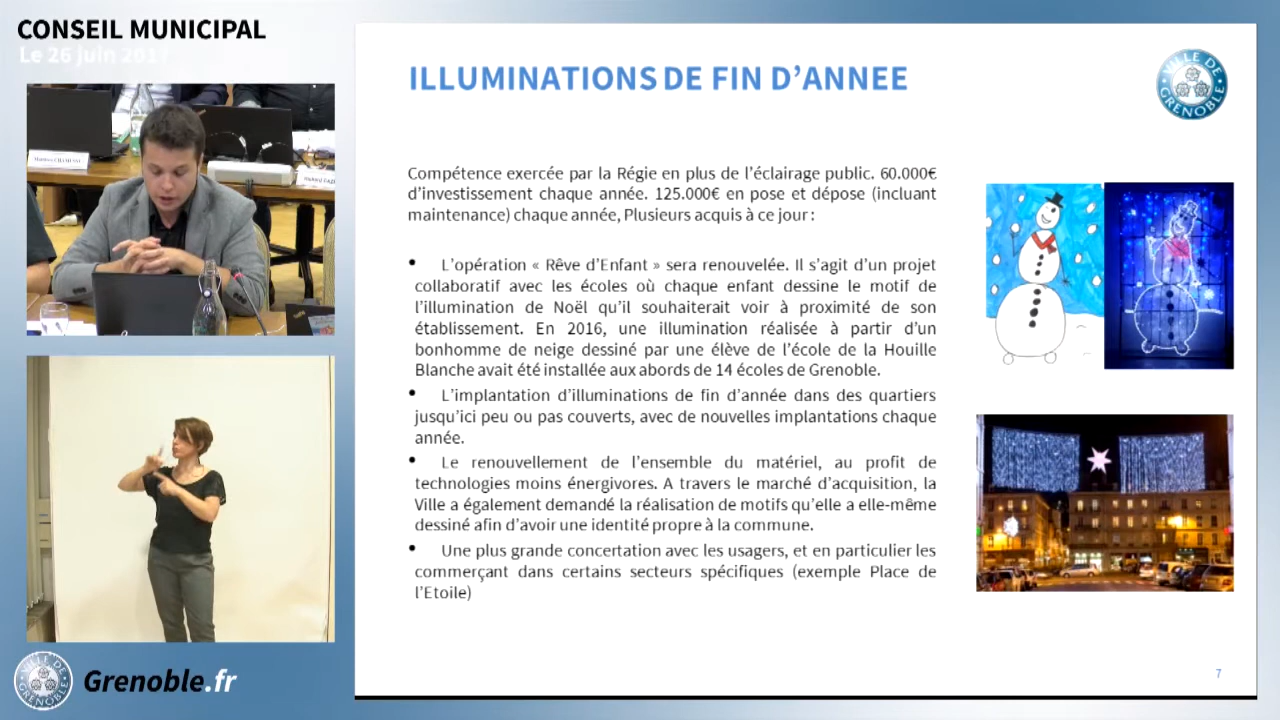 CONSEIL MUNICIPAL
Le 26 juin 201
ILLUMINATIONS DE FIN D’ANNEE
VILLE DE GRENOBLE
Compétence exercée par la Régie en plus de l’éclairage public. 60.000€
d’investissement chaque année. 125.000€ en pose et dépose (incluant
maintenance) chaque année, Plusieurs acquis à ce jour :
• L’opération « Rêve d’Enfant » sera renouvelée. Il s’agit d’un projet
collaboratif avec les écoles où chaque enfant dessine le motif de
l’illumination de Noël qu’il souhaiterait voir à proximité de son
établissement. En 2016, une illumination réalisée à partir d’un
bonhomme de neige dessiné par une élève de l’école de la Houille
Blanche avait été installée aux abords de 14 écoles de Grenoble.
• L’implantation d’illuminations de fin d’année dans des quartiers
jusqu’ici peu ou pas couverts, avec de nouvelles implantations chaque
année.
• Le renouvellement de l’ensemble du matériel, au profit de
technologies moins énergivores. A travers le marché d’acquisition, la
Ville a également demandé la réalisation de motifs qu’elle a elle-même
dessiné afin d’avoir une identité propre à la commune.
• Une plus grande concertation avec les usagers, et en particulier les
commerçant dans certains secteurs spécifiques (exemple Place de
l’Etoile)
7
VILLE DE GRENOBLE
Grenoble.fr